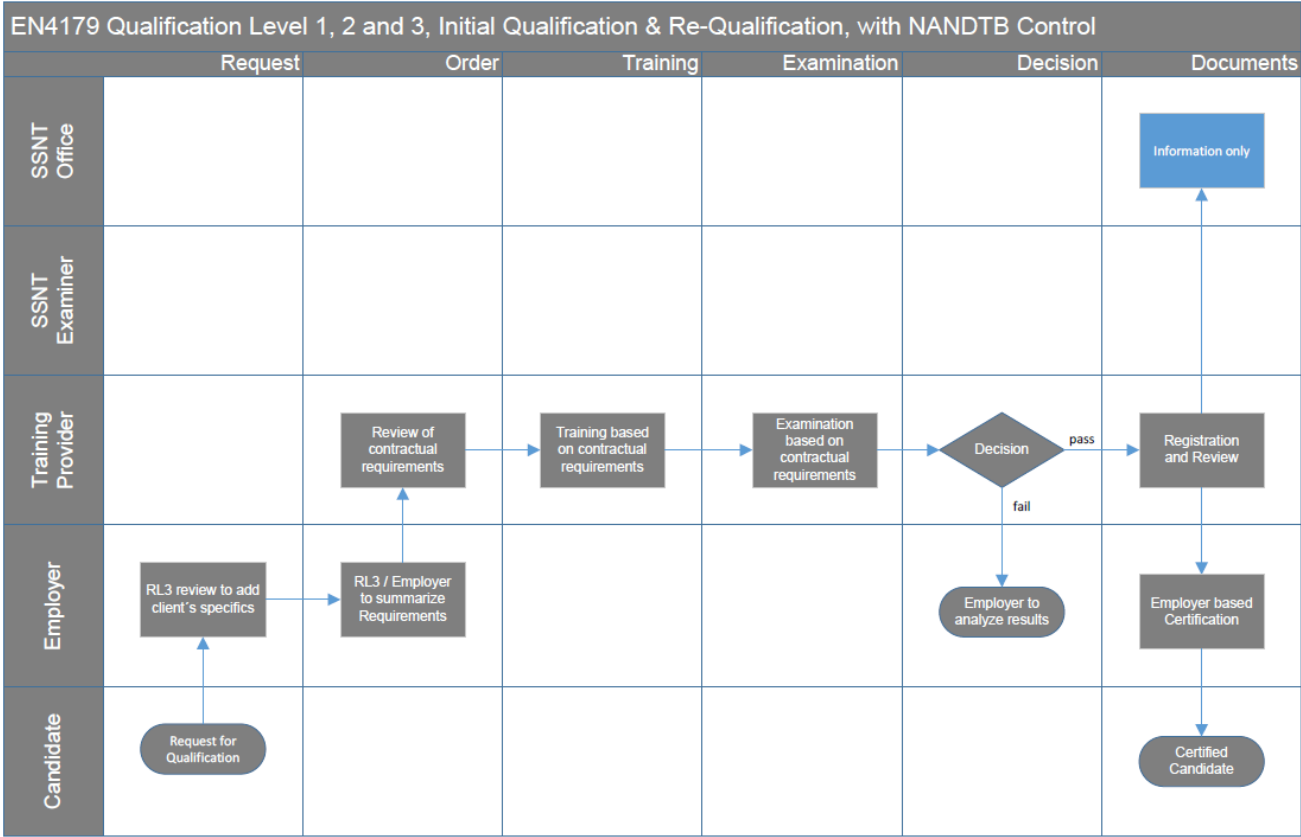 EN4179 Qualification Level 1, 2 and 3, Initial Qualification & Re-Qualification, with NANDTB Control
Request
Order
Training
Examination
Decision
Documents
SSNT
Office
Information only
SSNT
Examiner
Training
Provider
Review of
contractual
requirements
Training based
on contractual
requirements
Examination
based on
contractual
requirements
Decision
pass
fail
Registration
and Review
Employer
RL3 review to add
client´s specifics
RL3 / Employer
to summarize
Requirements
Employer to
analyze results
Employer based
Certification
Candidate
Request for
Qualification
Certified
Candidate